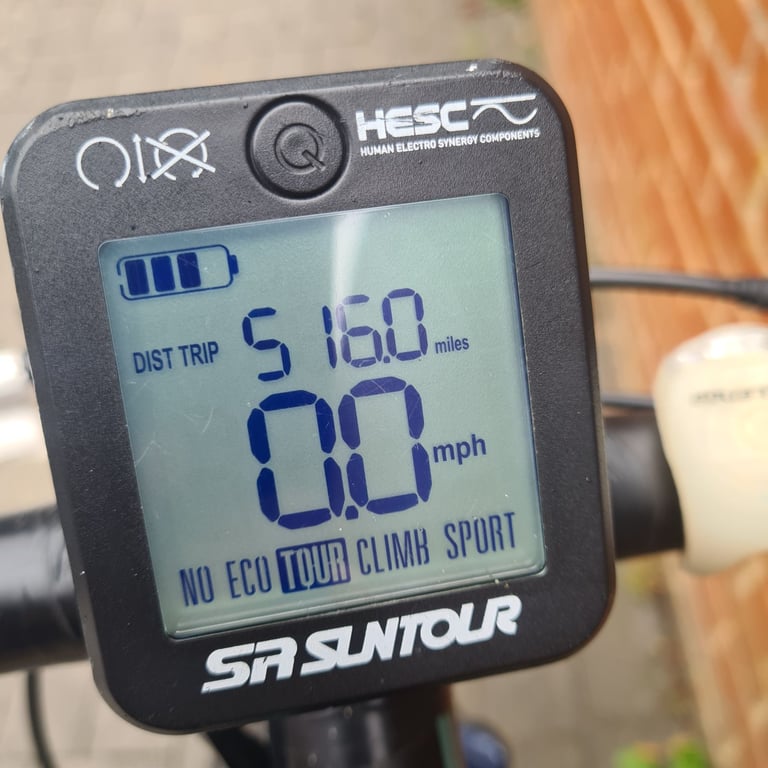 HESC
HUMAN ELECTRO SYNERGY COMPONENTS
DIST TRIP 516.0 miles
0.0 mph
NO ECO TOUR CLIMB SPORT
SR SUNTOUR